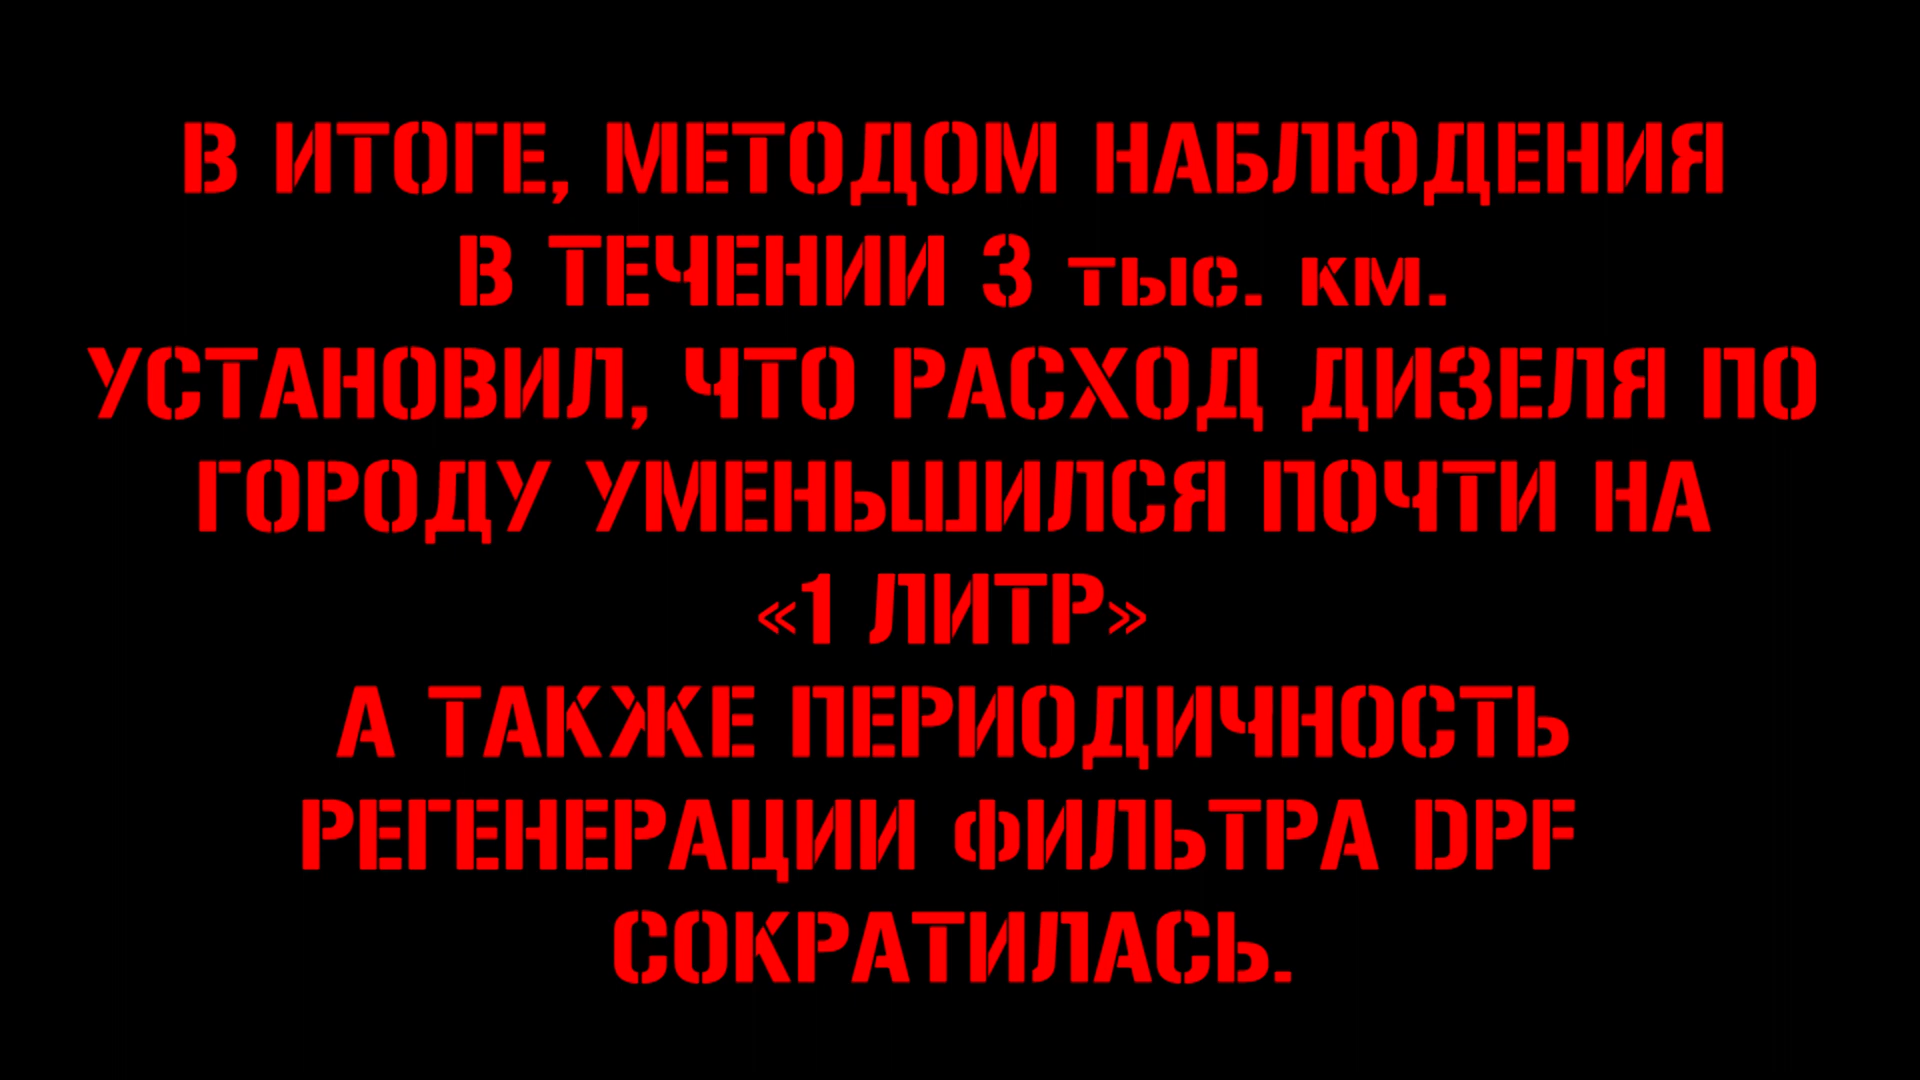 В ИТОГЕ, МЕТОДОМ НАБЛЮДЕНИЯ
В ТЕЧЕНИИ 3 тыс. км.
УСТАНОВИЛ, ЧТО РАСХОД ДИЗЕЛЯ ПО
ГОРОДУ УМЕНЬШИЛСЯ ПОЧТИ НА
«1 ЛИТР»
А ТАКЖЕ ПЕРИОДИЧНОСТЬ
РЕГЕНЕРАЦИИ ФИЛЬТРА DPF
СОКРАТИЛАСЬ.